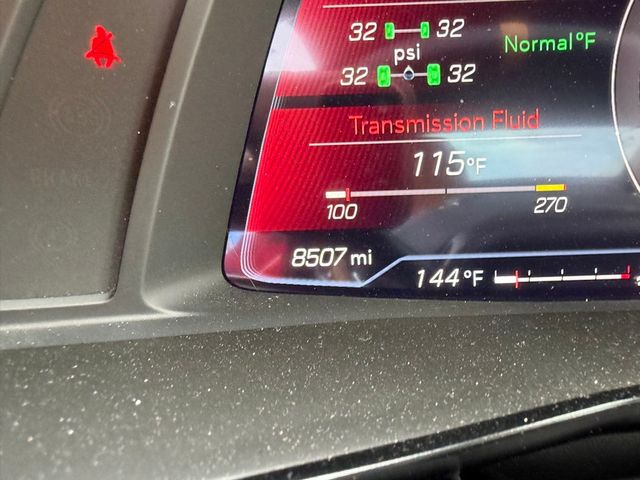 32 32
psi
Normal°F
32 32
Transmission Fluid
115°F
100 270
8507 mi
144°F